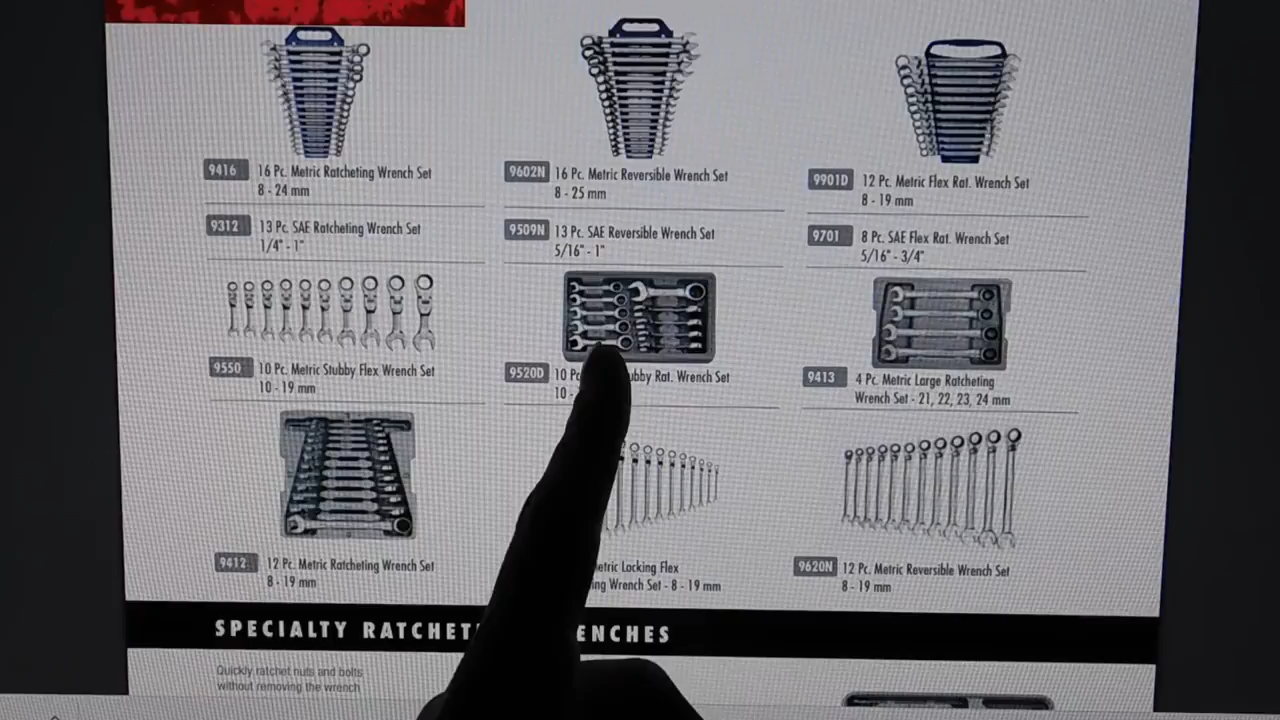 9416 16 Pc. Metric Ratcheting Wrench Set
8 - 24 mm
9602N 16 Pc. Metric Reversible Wrench Set
8 - 25 mm
9901D 12 Pc. Metric Flex Rat. Wrench Set
8 - 19 mm
9312 13 Pc. SAE Ratcheting Wrench Set
1/4" - 1"
9509N 13 Pc. SAE Reversible Wrench Set
5/16" - 1"
9701 8 Pc. SAE Flex Rat. Wrench Set
5/16" - 3/4"
9550 10 Pc. Metric Stubby Flex Wrench Set
10 - 19 mm
9520D 10 Rat. Wrench Set
10 -
9413 4 Pc. Metric Large Ratcheting
Wrench Set - 21, 22, 23, 24 mm
9412 12 Pc. Metric Ratcheting Wrench Set
8 - 19 mm
Locking Flex
Wrench Set - 8 - 19 mm
9620N 12 Pc. Metric Reversible Wrench Set
8 - 19 mm
SPECIALTY
Quickly ratchet nuts and bolts
without removing the wrench